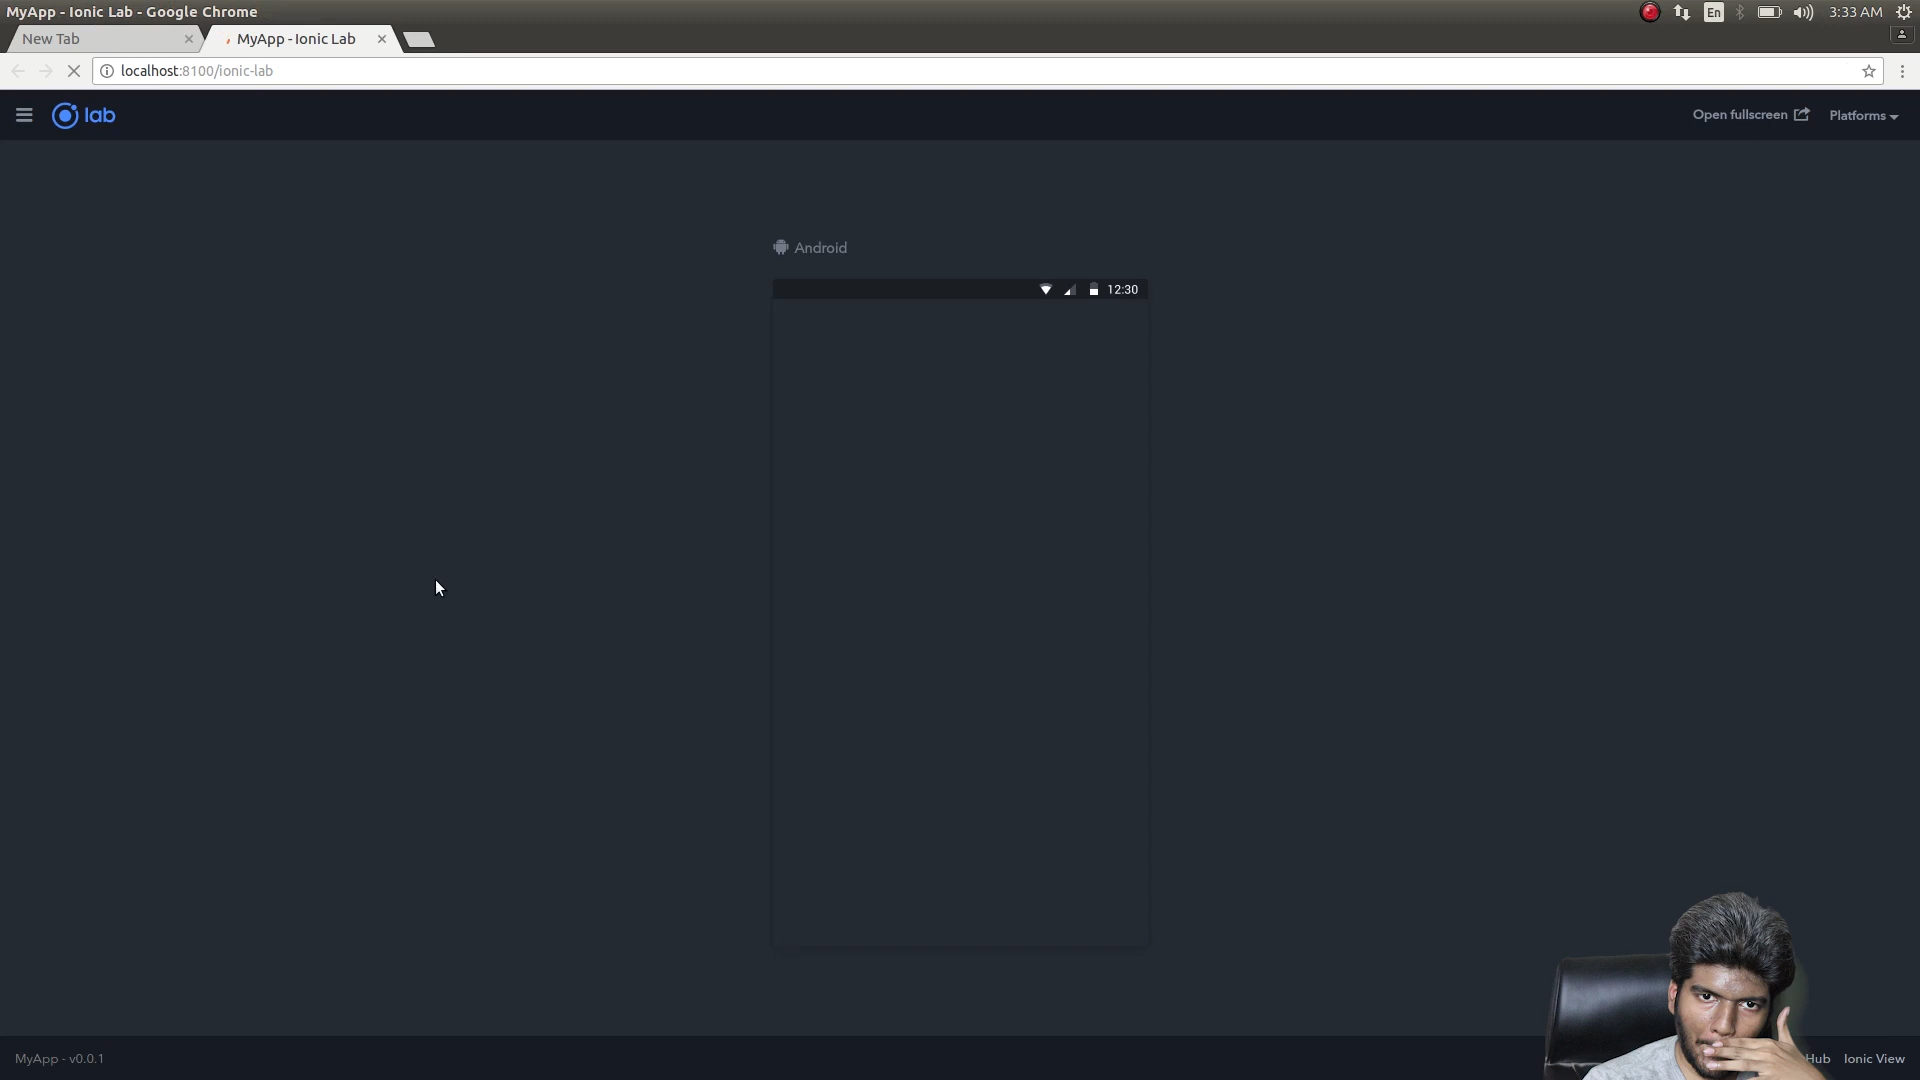 MyApp - Ionic Lab - Google Chrome
En
3:33 AM
New Tab
MyApp - Ionic Lab
localhost:8100/ionic-lab
lab
Open fullscreen
Platforms
Android
12:30
MyApp - v0.0.1
Hub
Ionic View